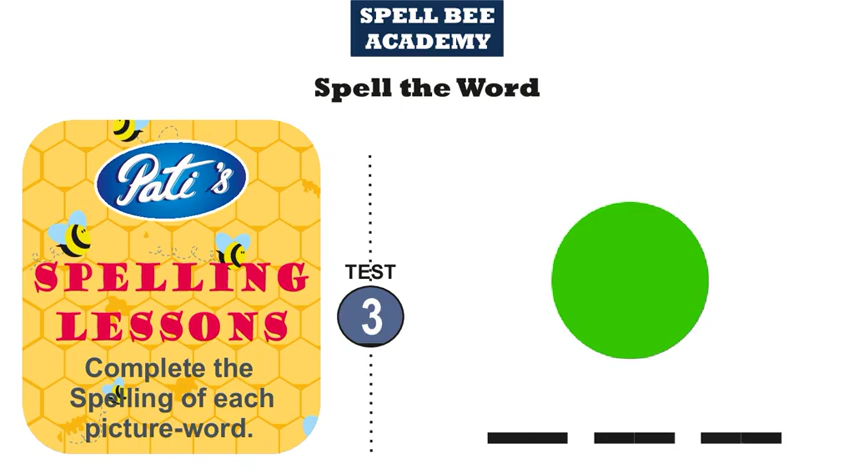 SPELL BEE
ACADEMY
Spell the Word
Pati's
SPELLING
LESSONS
Complete the
Spelling of each
picture-word.
TEST
3